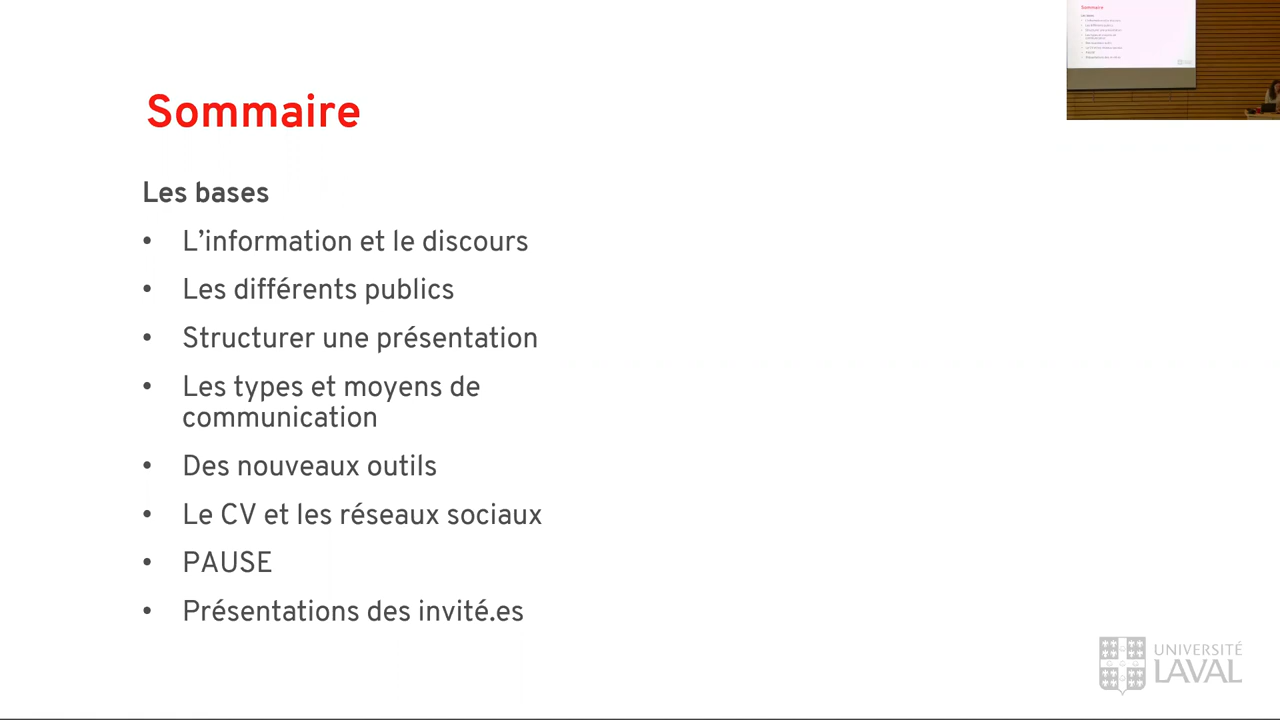 Sommaire
Les bases
• L’information et le discours
• Les différents publics
• Structurer une présentation
• Les types et moyens de
communication
• Des nouveaux outils
• Le CV et les réseaux sociaux
• PAUSE
• Présentations des invité.es
UNIVERSITÉ
LAVAL
Sommaire